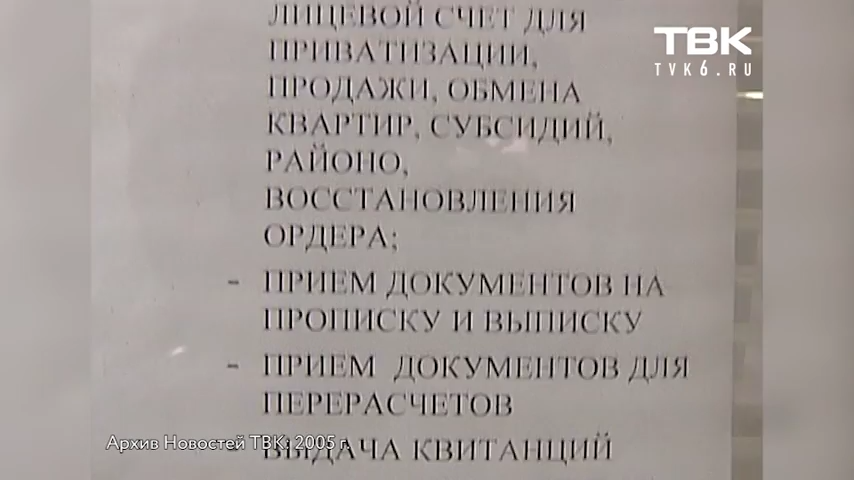 ЛИЦЕВОЙ СЧЕТ ДЛЯ
ПРИВАТИЗАЦИИ,
ПРОДАЖИ, ОБМЕНА
КВАРТИР, СУБСИДИЙ,
РАЙОНО,
ВОССТАНОВЛЕНИЯ
ОРДЕРА;
- ПРИЕМ ДОКУМЕНТОВ НА
ПРОПИСКУ И ВЫПИСКУ
- ПРИЕМ ДОКУМЕНТОВ ДЛЯ
ПЕРЕРАСЧЕТОВ
- ВЫДАЧА КВИТАНЦИЙ
ТВК
TVK6.RU
Архив Новостей ТВК: 2005 г.